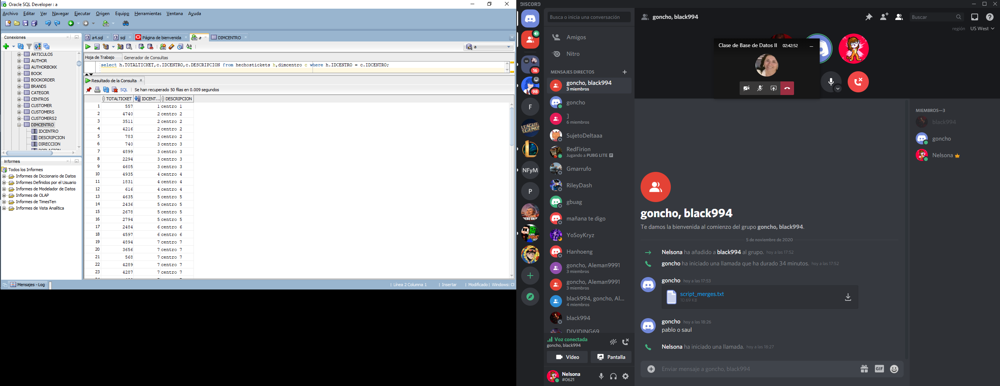 Oracle SQL Developer : a
Archivo Editar Ver Navegar Ejecutar Origen Equipo Herramientas Ventana Ayuda
Conexiones
ARTICULOS
AUTHOR
AUTHORBOKK
BOOK
BOOKORDER
BRANDS
CATEGOR
CENTROS
CUSTOMER
CUSTOMERS
CUSTOMERS2
DIMCENTRO
IDCENTRO
DESCRIPCION
DIRECCION
POBLACION
Informes
Todos los Informes
Informes de Diccionario de Datos
Informes Definidos por el Usuario
Informes de Modelador de Datos
Informes de OLAP
Informes de TimesTen
Informes de Vista Analítica
a4.sql sql Página de bienvenida a DIMCENTRO
a
Hoja de Trabajo Generador de Consultas
select h.TOTALTICKET,c.IDCENTRO,c.DESCRIPCION from hechostickets h,dimcentro c where h.IDCENTRO = c.IDCENTRO;
Resultado de la Consulta
SQL Se han recuperado 50 filas en 0.009 segundos
TOTALTICKET IDCENT... DESCRIPCION
1 557 1 centro 1
2 4740 2 centro 2
3 3511 2 centro 2
4 4216 2 centro 2
5 783 2 centro 2
6 740 3 centro 3
7 4899 3 centro 3
8 2294 3 centro 3
9 4605 3 centro 3
10 4935 4 centro 4
11 1831 4 centro 4
12 616 4 centro 4
13 4635 5 centro 5
14 2436 5 centro 5
15 2678 5 centro 5
16 2794 5 centro 5
17 2484 6 centro 6
18 4597 6 centro 6
19 4894 7 centro 7
20 3656 7 centro 7
21 568 7 centro 7
22 4289 7 centro 7
23 4287 7 centro 7
Mensajes - Log
Línea 2 Columna 1 | Insertar | Modificado | Windows: CF
DISCORD
16
98
F
LEAGUE
LEGENDS
NFyM
P
Busca o inicia una conversación
Amigos
Nitro
MENSAJES DIRECTOS
goncho, black994
3 miembros
goncho
]
6 miembros
SujetoDeltaaa
RedFirion
Jugando a PUBG LITE
Gmarrufo
RileyDash
gbuag
mañana te digo
YoSoyKryz
Hanhoeng
goncho, Aleman9991
3 miembros
goncho, Aleman9991
3 miembros
black994, goncho, Al...
4 miembros
black994
DIVIDING69
Voz conectada
goncho, black994
Vídeo
Pantalla
Nelsona
#0621
goncho, black994
Buscar
región US West
Clase de Base de Datos II 02:42:52
goncho, black994
Te damos la bienvenida al comienzo del grupo goncho, black994.
5 de noviembre de 2020
Nelsona ha añadido a black994 al grupo. hoy a las 17:52
goncho ha iniciado una llamada que ha durado 34 minutos. hoy a las 17:52
goncho hoy a las 17:53
script_merges.txt
10.69 KB
goncho hoy a las 18:26
pablo o saul
Nelsona ha iniciado una llamada. hoy a las 18:27
Enviar mensaje a goncho, black994
GIF
MIEMBROS—3
black994
goncho
Nelsona